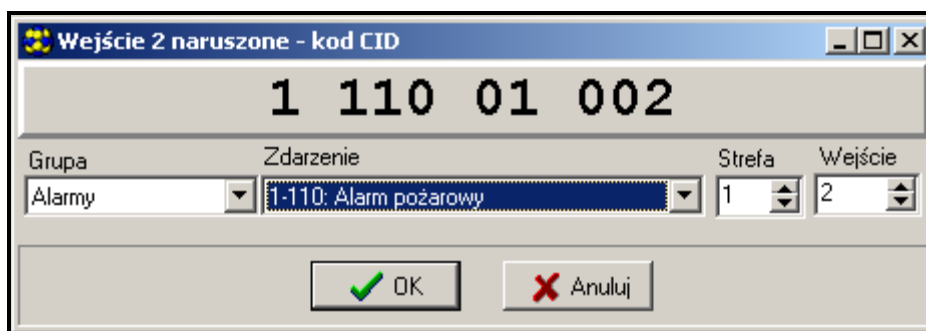 Wejście 2 naruszone - kod CID
1 110 01 002
Grupa Zdarzenie Strefa Wejście
Alarmy 1-110: Alarm pożarowy 1 2
OK Anuluj